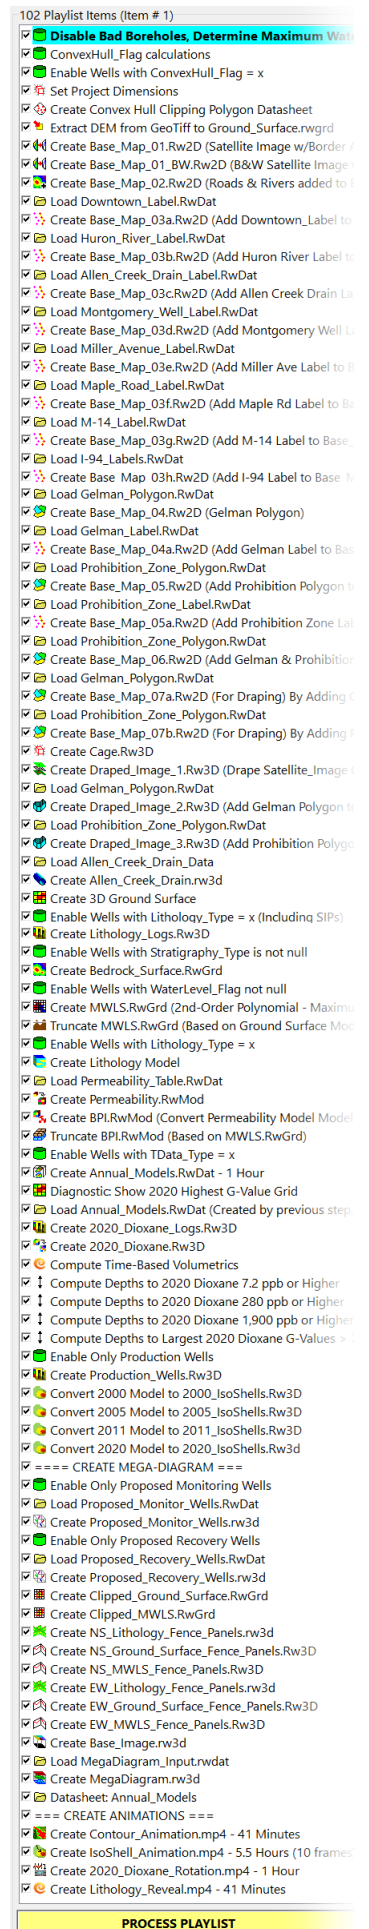 102 Playlist Items (Item # 1)
Disable Bad Boreholes, Determine Maximum Wat
ConvexHull_Flag calculations
Enable Wells with ConvexHull_Flag = x
Set Project Dimensions
Create Convex Hull Clipping Polygon Datasheet
Extract DEM from GeoTiff to Ground_Surface.rwgrd
Create Base_Map_01.Rw2D (Satellite Image w/Border
Create Base_Map_01_BW.Rw2D (B&W Satellite Image
Create Base_Map_02.Rw2D (Roads & Rivers added to
Load Downtown_Label.RwDat
Create Base_Map_03a.Rw2D (Add Downtown_Label to
Load Huron_River_Label.RwDat
Create Base_Map_03b.Rw2D (Add Huron River Label to
Load Allen_Creek_Drain_Label.RwDat
Create Base_Map_03c.Rw2D (Add Allen Creek Drain La
Load Montgomery_Well_Label.RwDat
Create Base_Map_03d.Rw2D (Add Montgomery Well L
Load Miller_Avenue_Label.RwDat
Create Base_Map_03e.Rw2D (Add Miller Ave Label to B
Load Maple_Road_Label.RwDat
Create Base_Map_03f.Rw2D (Add Maple Rd Label to Ba
Load M-14_Label.RwDat
Create Base_Map_03g.Rw2D (Add M-14 Label to Base_
Load I-94_Labels.RwDat
Create Base_Map_03h.Rw2D (Add I-94 Label to Base_M
Load Gelman_Polygon.RwDat
Create Base_Map_04.Rw2D (Gelman Polygon)
Load Gelman_Label.RwDat
Create Base_Map_04a.Rw2D (Add Gelman Label to Bas
Load Prohibition_Zone_Polygon.RwDat
Create Base_Map_05.Rw2D (Add Prohibition Polygon t
Load Prohibition_Zone_Label.RwDat
Create Base_Map_05a.Rw2D (Add Prohibition Zone Lab
Load Prohibition_Zone_Polygon.RwDat
Create Base_Map_06.Rw2D (Add Gelman & Prohibition
Load Gelman_Polygon.RwDat
Create Base_Map_07a.Rw2D (For Draping) By Adding G
Load Prohibition_Zone_Polygon.RwDat
Create Base_Map_07b.Rw2D (For Draping) By Adding P
Create Cage.Rw3D
Create Draped_Image_1.Rw3D (Drape Satellite_Image
Load Gelman_Polygon.RwDat
Create Draped_Image_2.Rw3D (Add Gelman Polygon t
Load Prohibition_Zone_Polygon.RwDat
Create Draped_Image_3.Rw3D (Add Prohibition Polygo
Load Allen_Creek_Drain_Data
Create Allen_Creek_Drain.rw3d
Create 3D Ground Surface
Enable Wells with Lithology_Type = x (Including SIPs)
Create Lithology_Logs.Rw3D
Enable Wells with Stratigraphy_Type is not null
Create Bedrock_Surface.RwGrd
Enable Wells with WaterLevel_Flag not null
Create MWLS.RwGrd (2nd-Order Polynomial - Maximu
Truncate MWLS.RwGrd (Based on Ground Surface Mod
Enable Wells with Lithology_Type = x
Create Lithology Model
Load Permeability_Table.RwDat
Create Permeability.RwMod
Create BPI.RwMod (Convert Permeability Model Model
Truncate BPI.RwMod (Based on MWLS.RwGrd)
Enable Wells with TData_Type = x
Create Annual_Models.RwDat - 1 Hour
Diagnostic: Show 2020 Highest G-Value Grid
Load Annual_Models.RwDat (Created by previous step
Create 2020_Dioxane_Logs.Rw3D
Create 2020_Dioxane.Rw3D
Compute Time-Based Volumetrics
Compute Depths to 2020 Dioxane 7.2 ppb or Higher
Compute Depths to 2020 Dioxane 280 ppb or Higher
Compute Depths to 2020 Dioxane 1,900 ppb or Higher
Compute Depths to Largest 2020 Dioxane G-Values >
Enable Only Production Wells
Create Production_Wells.Rw3D
Convert 2000 Model to 2000_IsoShells.Rw3D
Convert 2005 Model to 2005_IsoShells.Rw3D
Convert 2011 Model to 2011_IsoShells.Rw3D
Convert 2020 Model to 2020_IsoShells.Rw3d
==== CREATE MEGA-DIAGRAM ===
Enable Only Proposed Monitoring Wells
Load Proposed_Monitor_Wells.RwDat
Create Proposed_Monitor_Wells.rw3d
Enable Only Proposed Recovery Wells
Load Proposed_Recovery_Wells.RwDat
Create Proposed_Recovery_Wells.rw3d
Create Clipped_Ground_Surface.RwGrd
Create Clipped_MWLS.RwGrd
Create NS_Lithology_Fence_Panels.rw3d
Create NS_Ground_Surface_Fence_Panels.Rw3D
Create NS_MWLS_Fence_Panels.Rw3D
Create EW_Lithology_Fence_Panels.rw3d
Create EW_Ground_Surface_Fence_Panels.Rw3D
Create EW_MWLS_Fence_Panels.Rw3D
Create Base_Image.rw3d
Load MegaDiagram_Input.rwdat
Create MegaDiagram.rw3d
Datasheet: Annual_Models
=== CREATE ANIMATIONS ===
Create Contour_Animation.mp4 - 41 Minutes
Create IsoShell_Animation.mp4 - 5.5 Hours (10 frames
Create 2020_Dioxane_Rotation.mp4 - 1 Hour
Create Lithology_Reveal.mp4 - 41 Minutes
PROCESS PLAYLIST